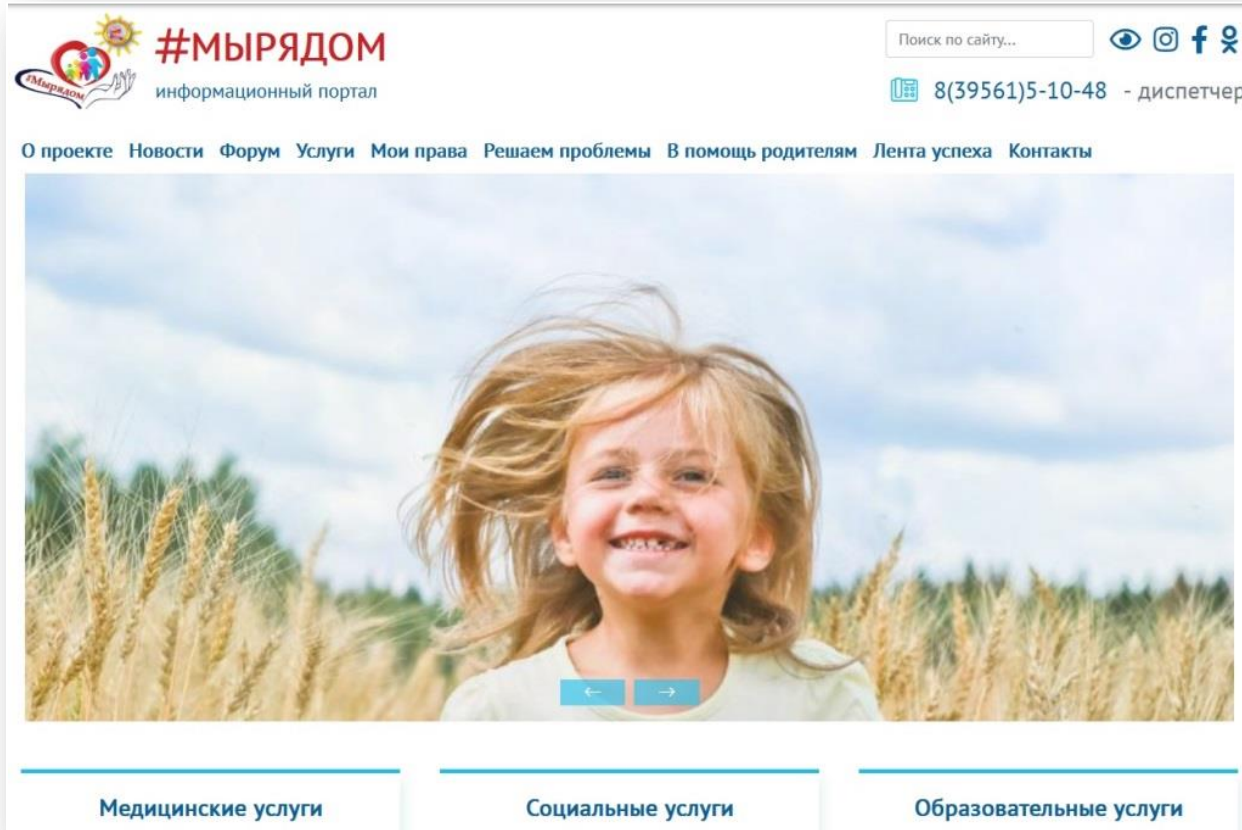 #МЫРЯДОМ
информационный портал
#Мырядом
Поиск по сайту...
8(39561)5-10-48 - диспетчер
О проекте Новости Форум Услуги Мои права Решаем проблемы В помощь родителям Лента успеха Контакты
Медицинские услуги
Социальные услуги
Образовательные услуги